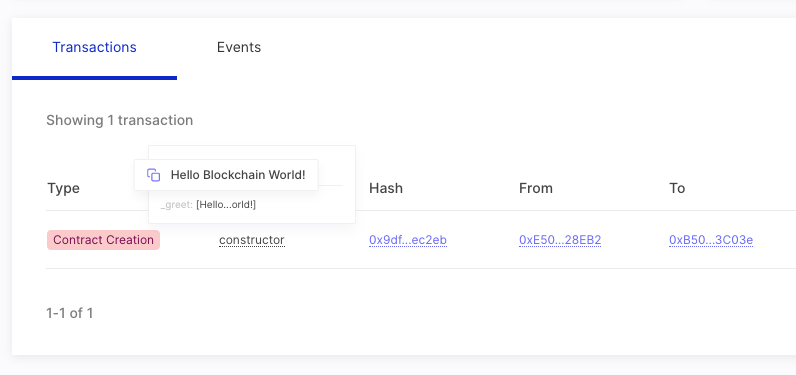 Transactions Events
Showing 1 transaction
Hello Blockchain World!
Type Hash From To
_greet: [Hello...orld!]
Contract Creation constructor 0x9df...ec2eb 0xE50...28EB2 0xB50...3C03e
1-1 of 1